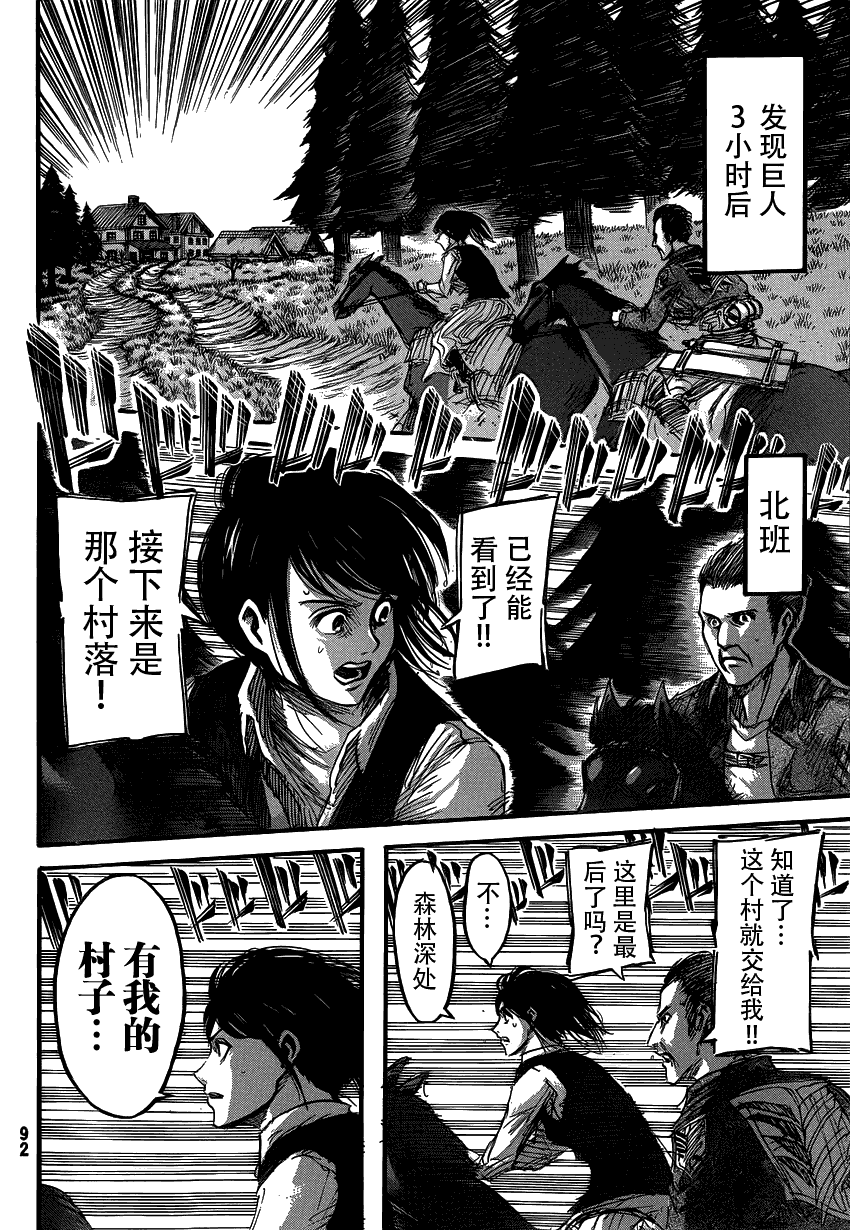 发现巨人
3小时后
北班
已经能
看到了!!
接下来是
那个村落！
知道了…
这个村就交给我!!
这里是最
后了吗？
不…
森林深处
有我的
村子…
92